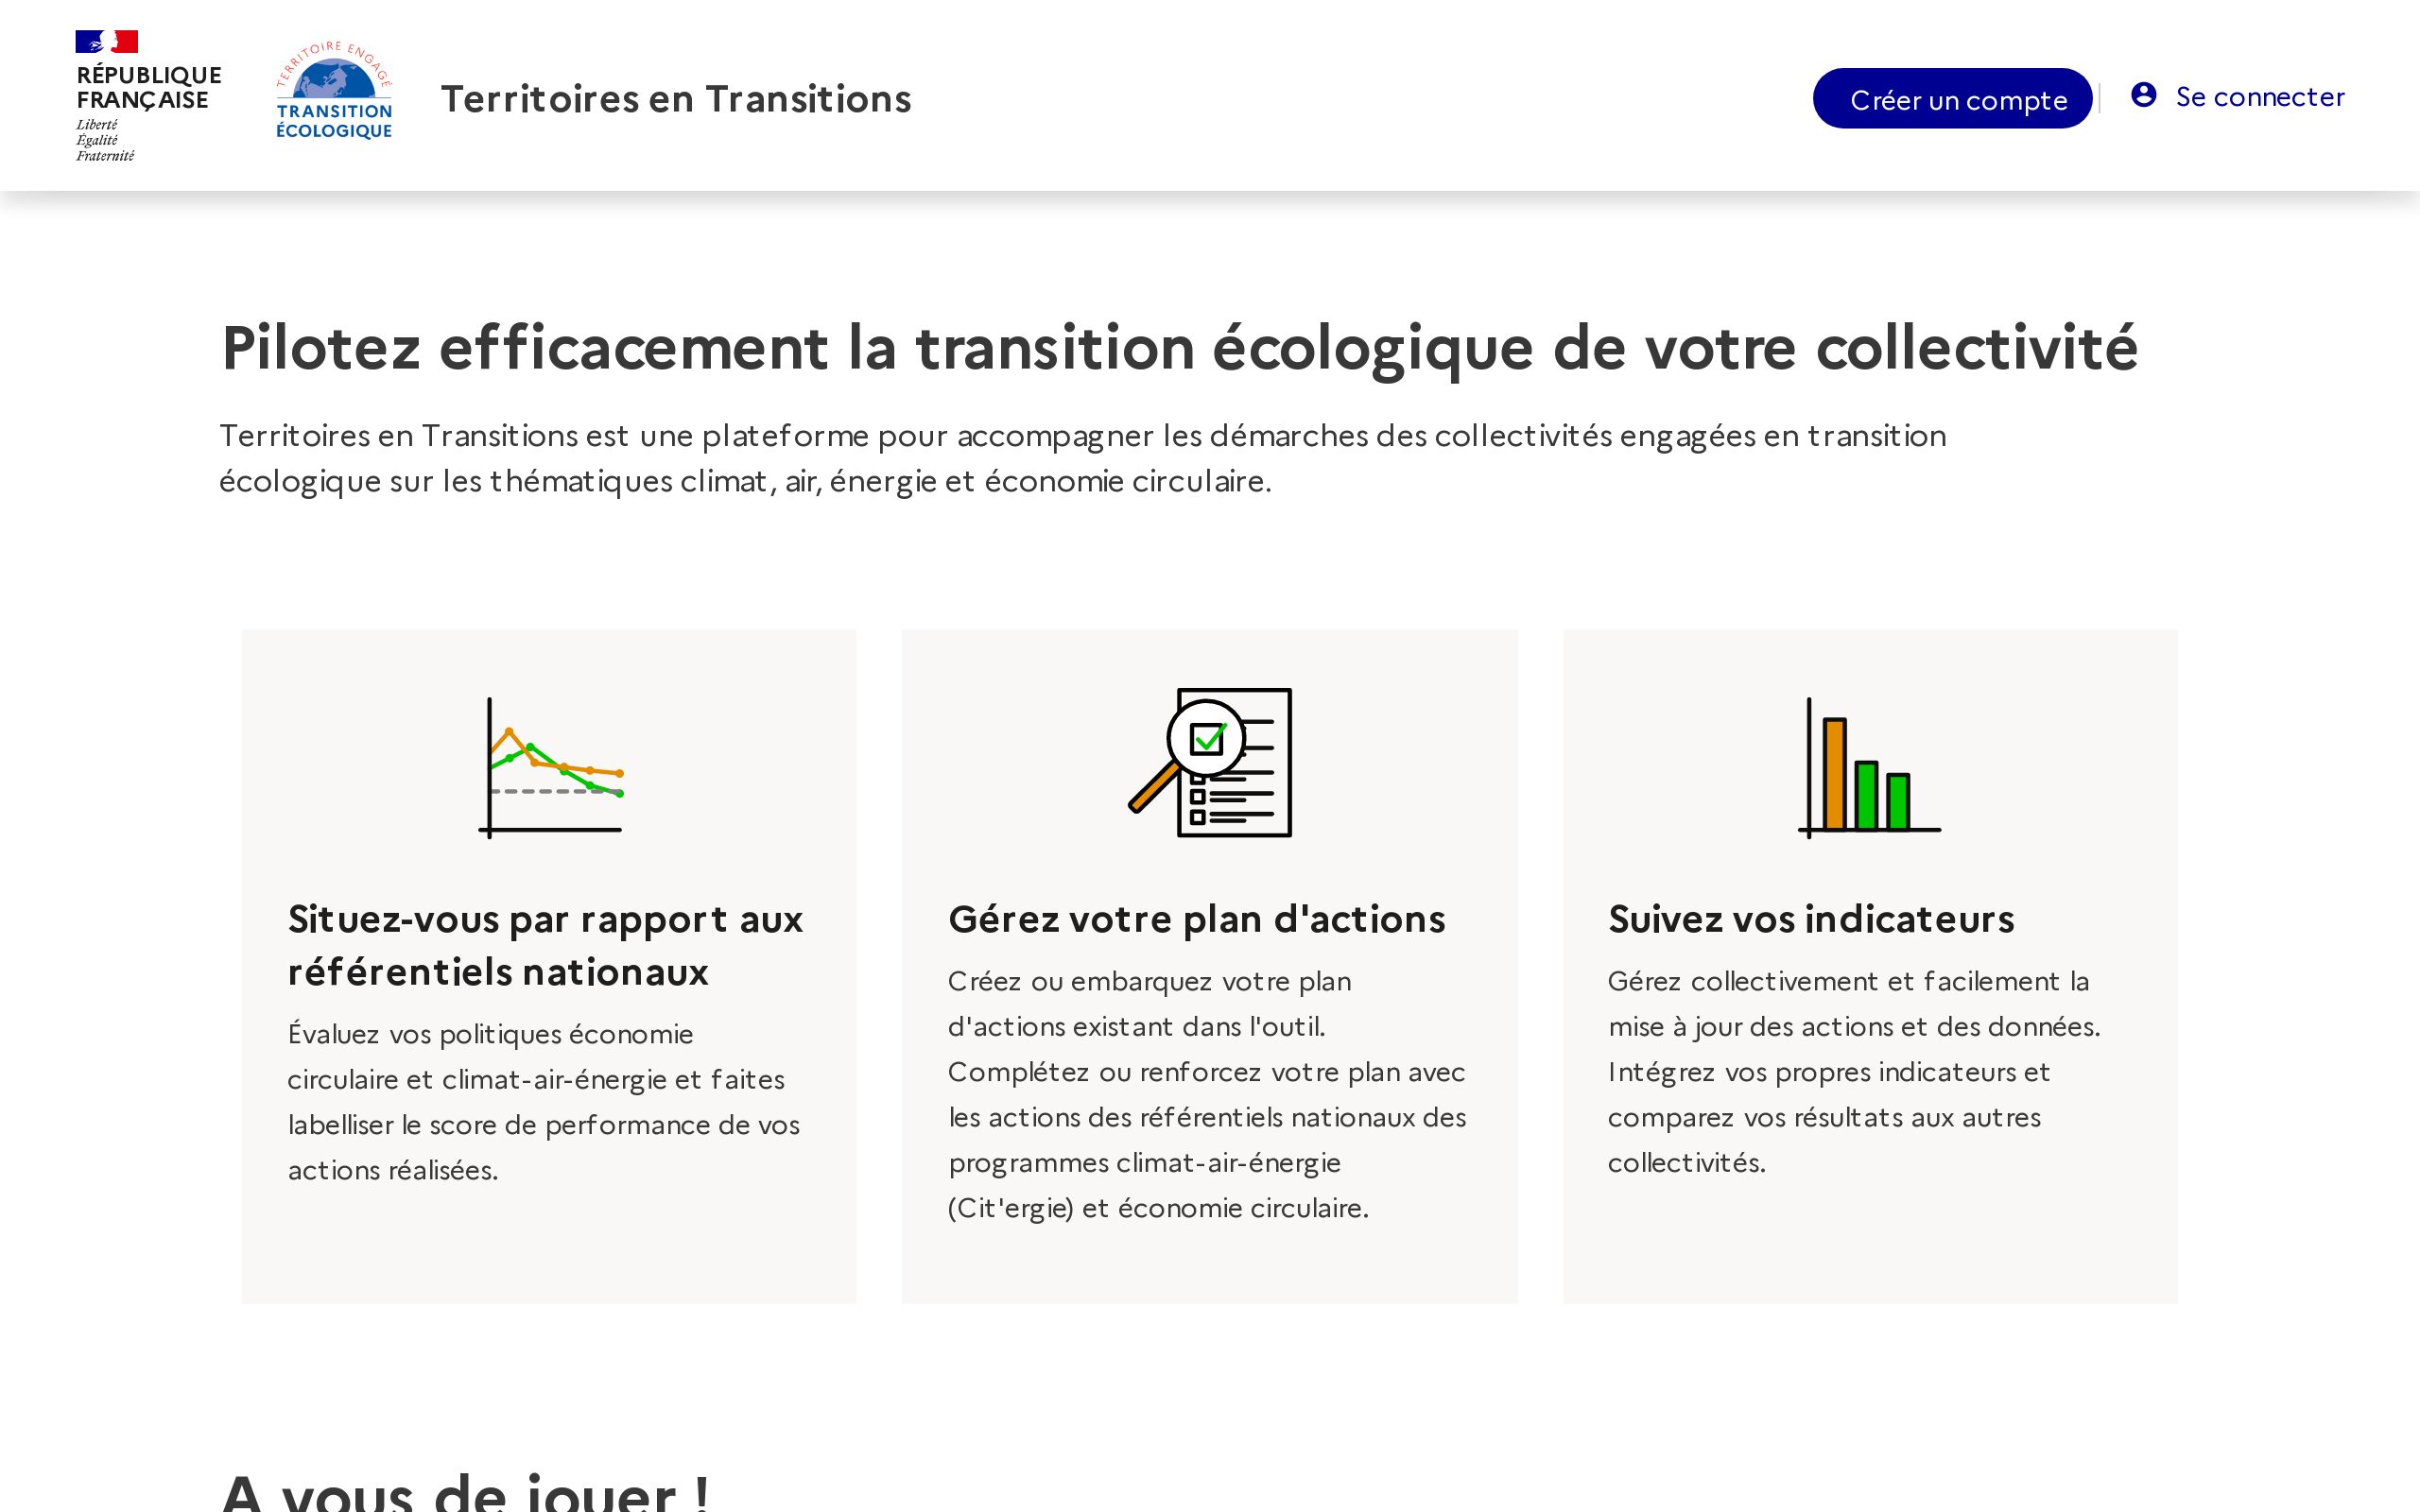 RÉPUBLIQUE
FRANÇAISE
Liberté
Égalité
Fraternité
TERRITOIRE ENGAGÉ
TRANSITION
ÉCOLOGIQUE
Territoires en Transitions
Créer un compte
Se connecter
Pilotez efficacement la transition écologique de votre collectivité
Territoires en Transitions est une plateforme pour accompagner les démarches des collectivités engagées en transition
écologique sur les thématiques climat, air, énergie et économie circulaire.
Situez-vous par rapport aux
référentiels nationaux
Évaluez vos politiques économie
circulaire et climat-air-énergie et faites
labelliser le score de performance de vos
actions réalisées.
Gérez votre plan d'actions
Créez ou embarquez votre plan
d'actions existant dans l'outil.
Complétez ou renforcez votre plan avec
les actions des référentiels nationaux des
programmes climat-air-énergie
(Cit'ergie) et économie circulaire.
Suivez vos indicateurs
Gérez collectivement et facilement la
mise à jour des actions et des données.
Intégrez vos propres indicateurs et
comparez vos résultats aux autres
collectivités.
A vous de jouer !